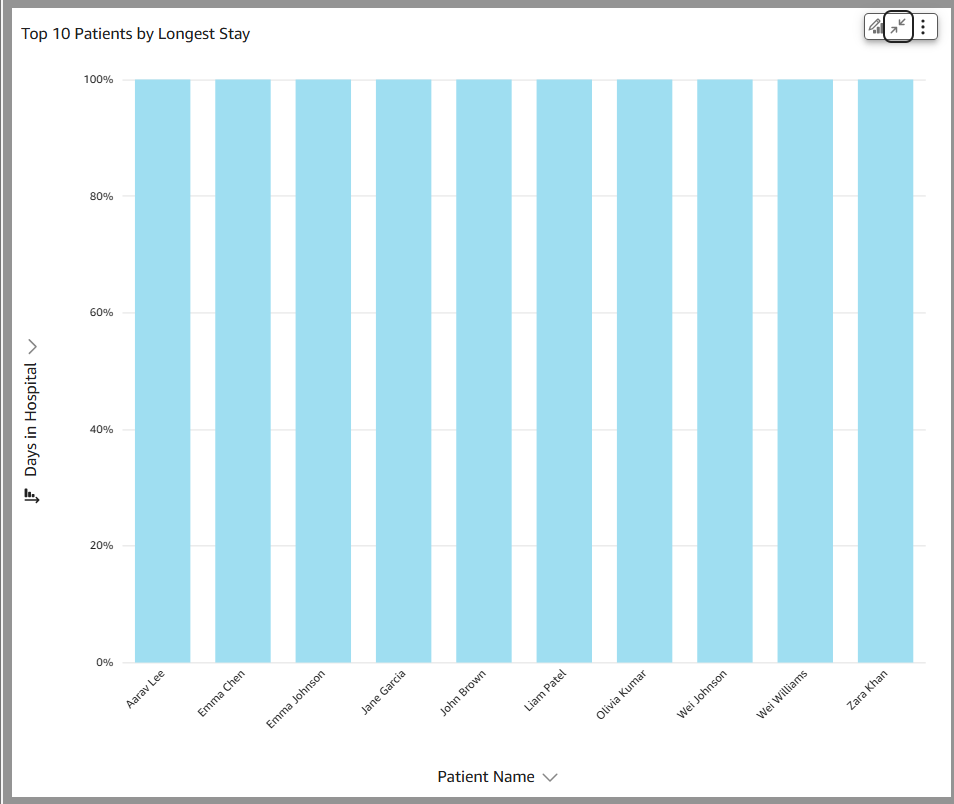 Top 10 Patients by Longest Stay
100%
80%
60%
40%
20%
0%
Days in Hospital
Aarav Lee
Emma Chen
Emma Johnson
Jane Garcia
John Brown
Liam Patel
Olivia Kumar
Wei Johnson
Wei Williams
Zara Khan
Patient Name